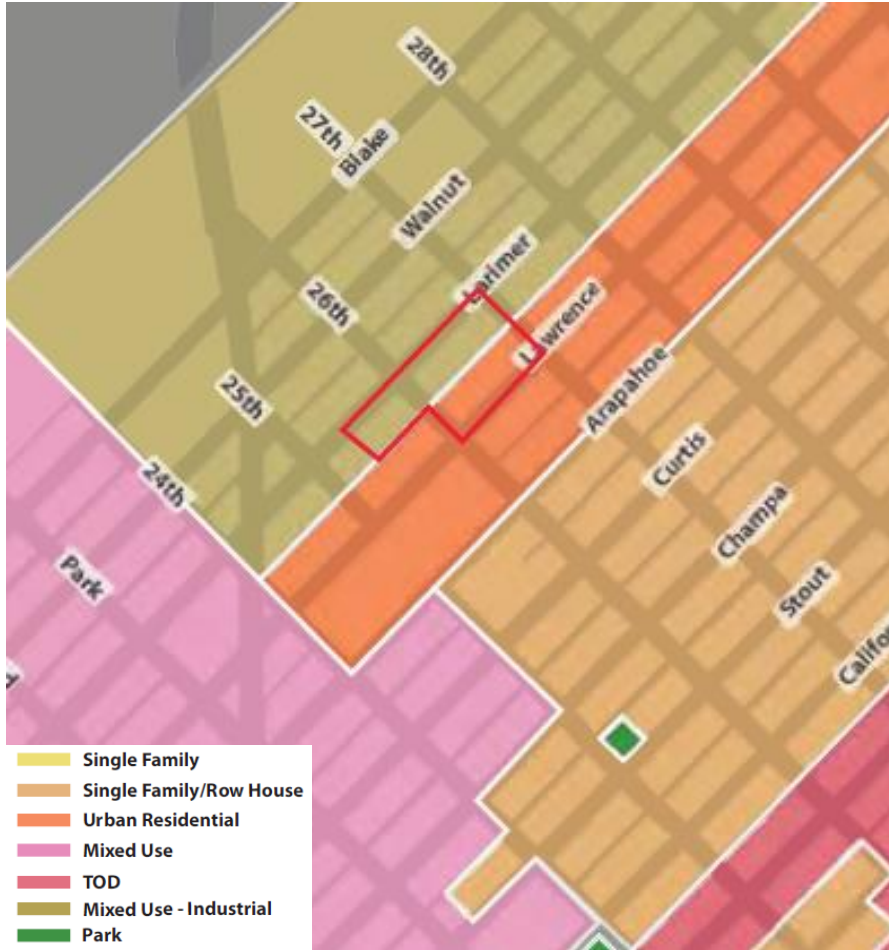 28th
27th
Blake
Walnut
Larimer
26th
Lawrence
25th
Arapahoe
24th
Curtis
Champa
Park
Stout
Califo
d
Single Family
Single Family/Row House
Urban Residential
Mixed Use
TOD
Mixed Use - Industrial
Park